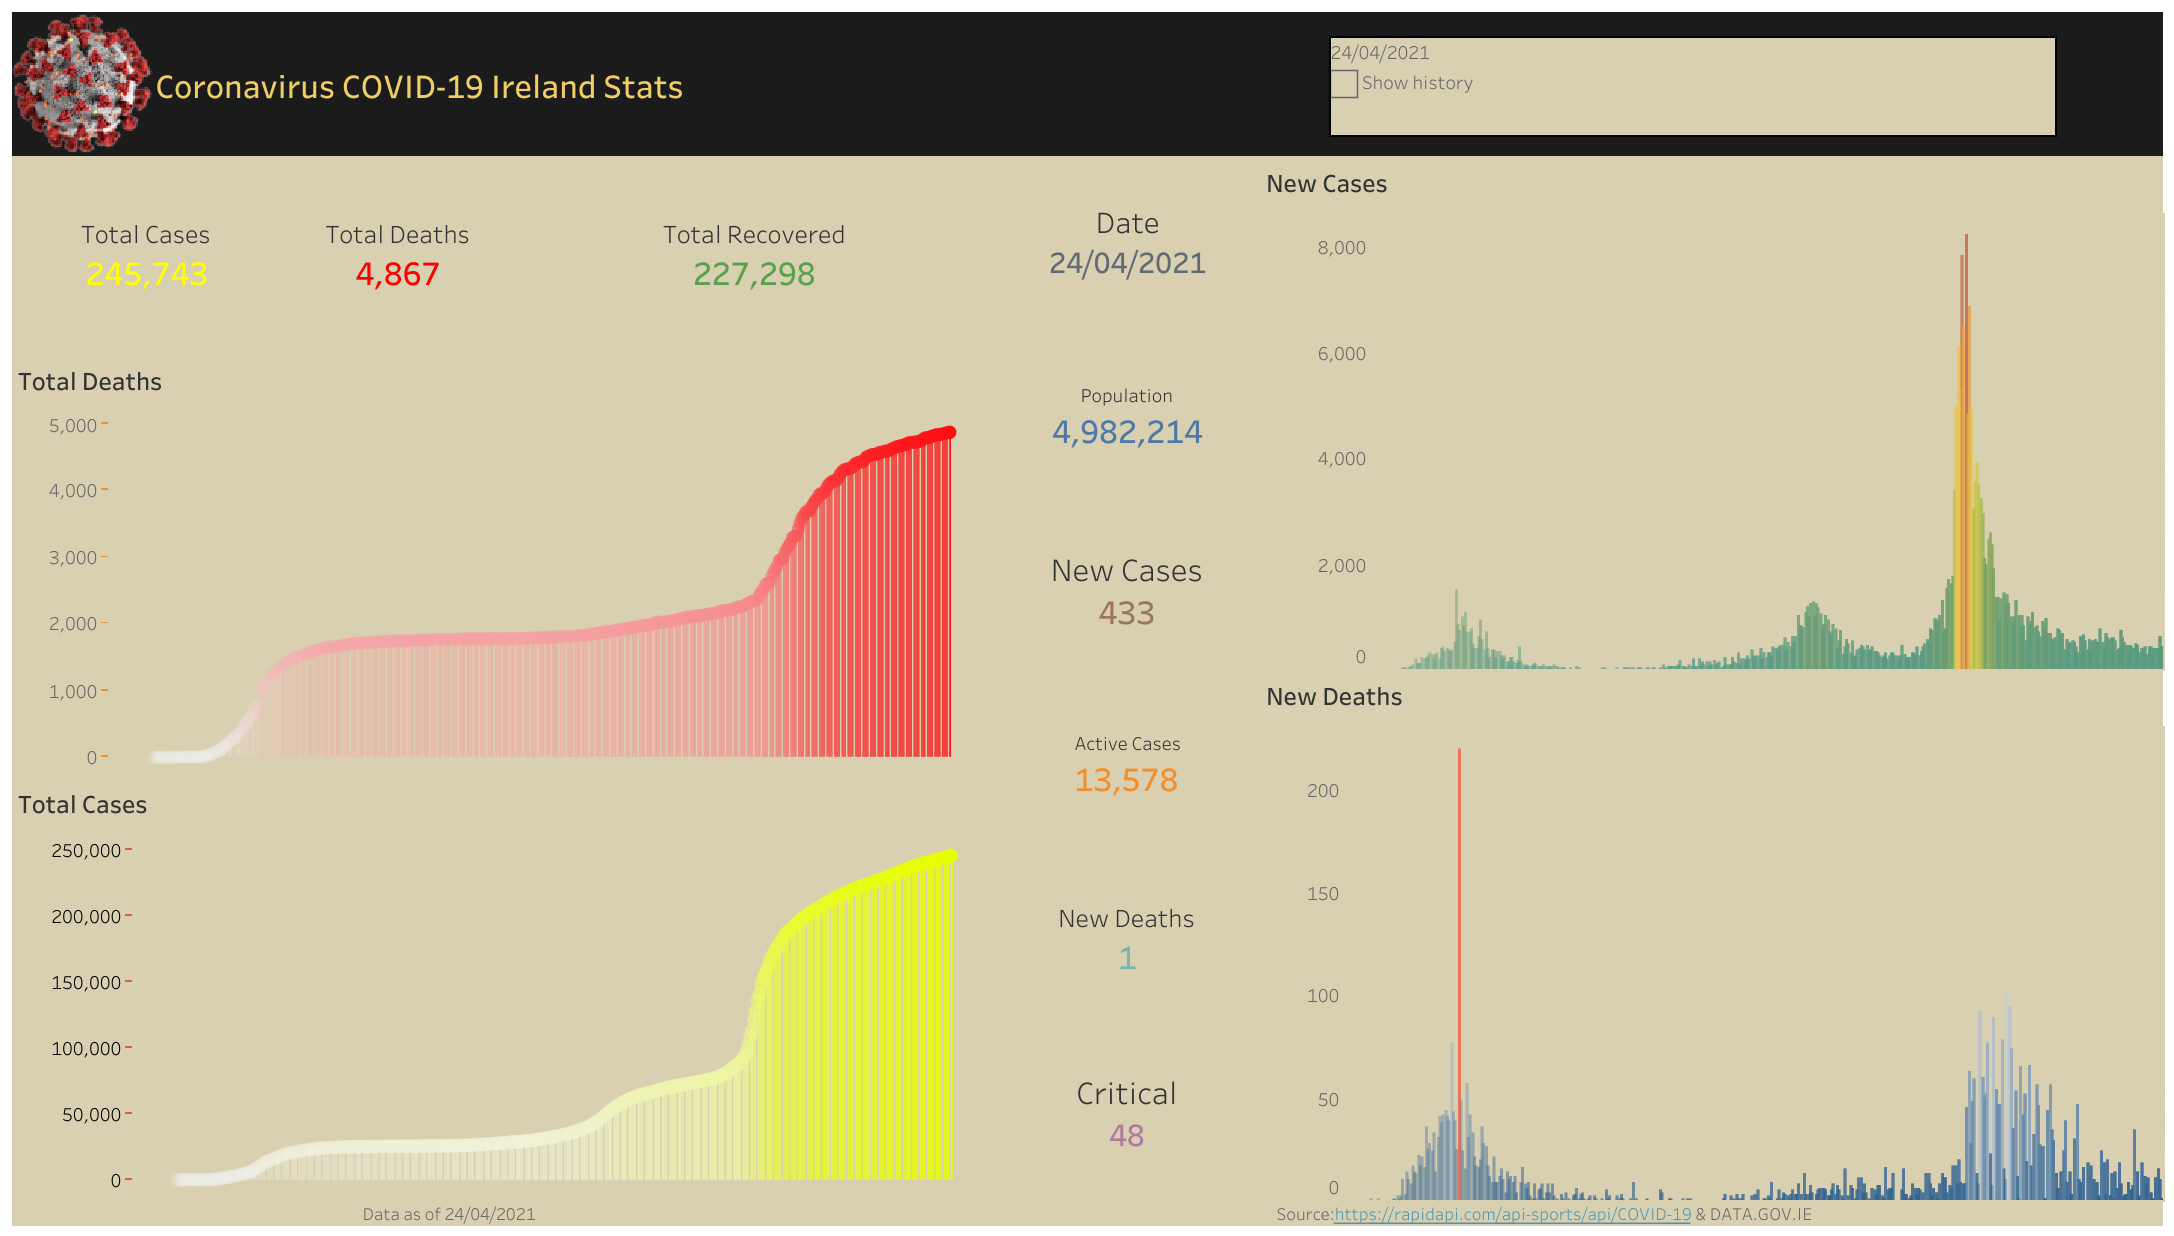 Coronavirus COVID-19 Ireland Stats
24/04/2021
Show history
Total Cases
245,743
Total Deaths
4,867
Total Recovered
227,298
Date
24/04/2021
Population
4,982,214
New Cases
433
Active Cases
13,578
New Deaths
1
Critical
48
Total Deaths
5,000
4,000
3,000
2,000
1,000
0
Total Cases
250,000
200,000
150,000
100,000
50,000
0
Data as of 24/04/2021
New Cases
8,000
6,000
4,000
2,000
0
New Deaths
200
150
100
50
0
Source:https://rapidapi.com/api-sports/api/COVID-19 & DATA.GOV.IE